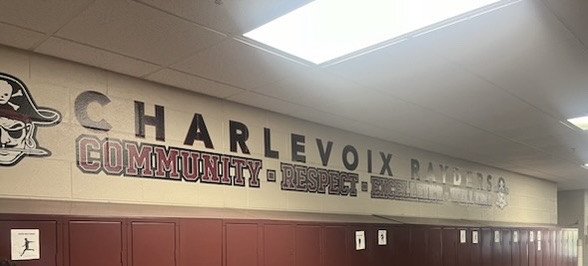 CHARLEVOIX RAYDERS
COMMUNITY ▪ RESPECT ▪